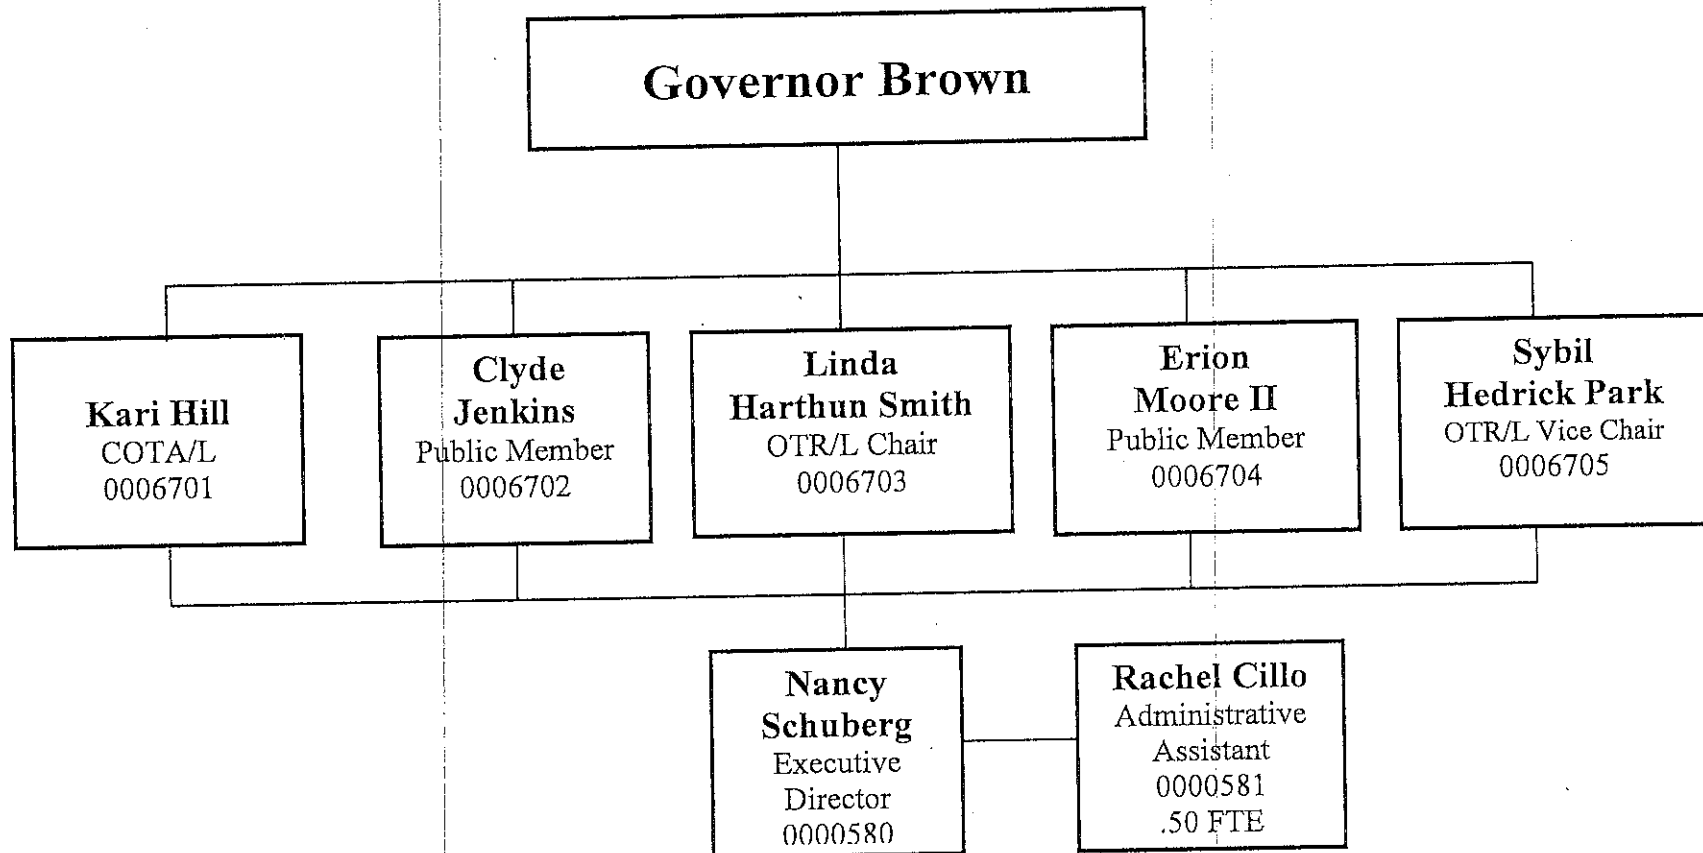 Governor Brown
Kari Hill
COTA/L
0006701
Clyde
Jenkins
Public Member
0006702
Linda
Harthun Smith
OTR/L Chair
0006703
Erion
Moore II
Public Member
0006704
Sybil
Hedrick Park
OTR/L Vice Chair
0006705
Nancy
Schuberg
Executive
Director
0000580
Rachel Cillo
Administrative
Assistant
0000581
.50 FTE